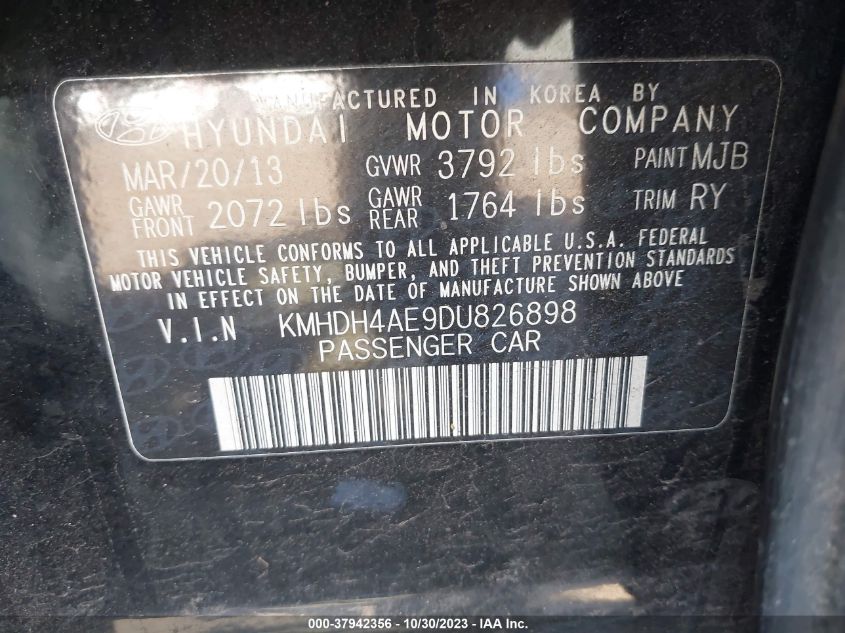 MANUFACTURED IN KOREA BY
HYUNDAI MOTOR COMPANY
MAR/20/13 GVWR 3792 lbs PAINT MJB
GAWR FRONT 2072 lbs GAWR REAR 1764 lbs TRIM RY
THIS VEHICLE CONFORMS TO ALL APPLICABLE U.S.A. FEDERAL
MOTOR VEHICLE SAFETY, BUMPER, AND THEFT PREVENTION STANDARDS
IN EFFECT ON THE DATE OF MANUFACTURE SHOWN ABOVE
V.I.N KMHDH4AE9DU826898
PASSENGER CAR
000-37942356 - 10/30/2023 - IAA Inc.